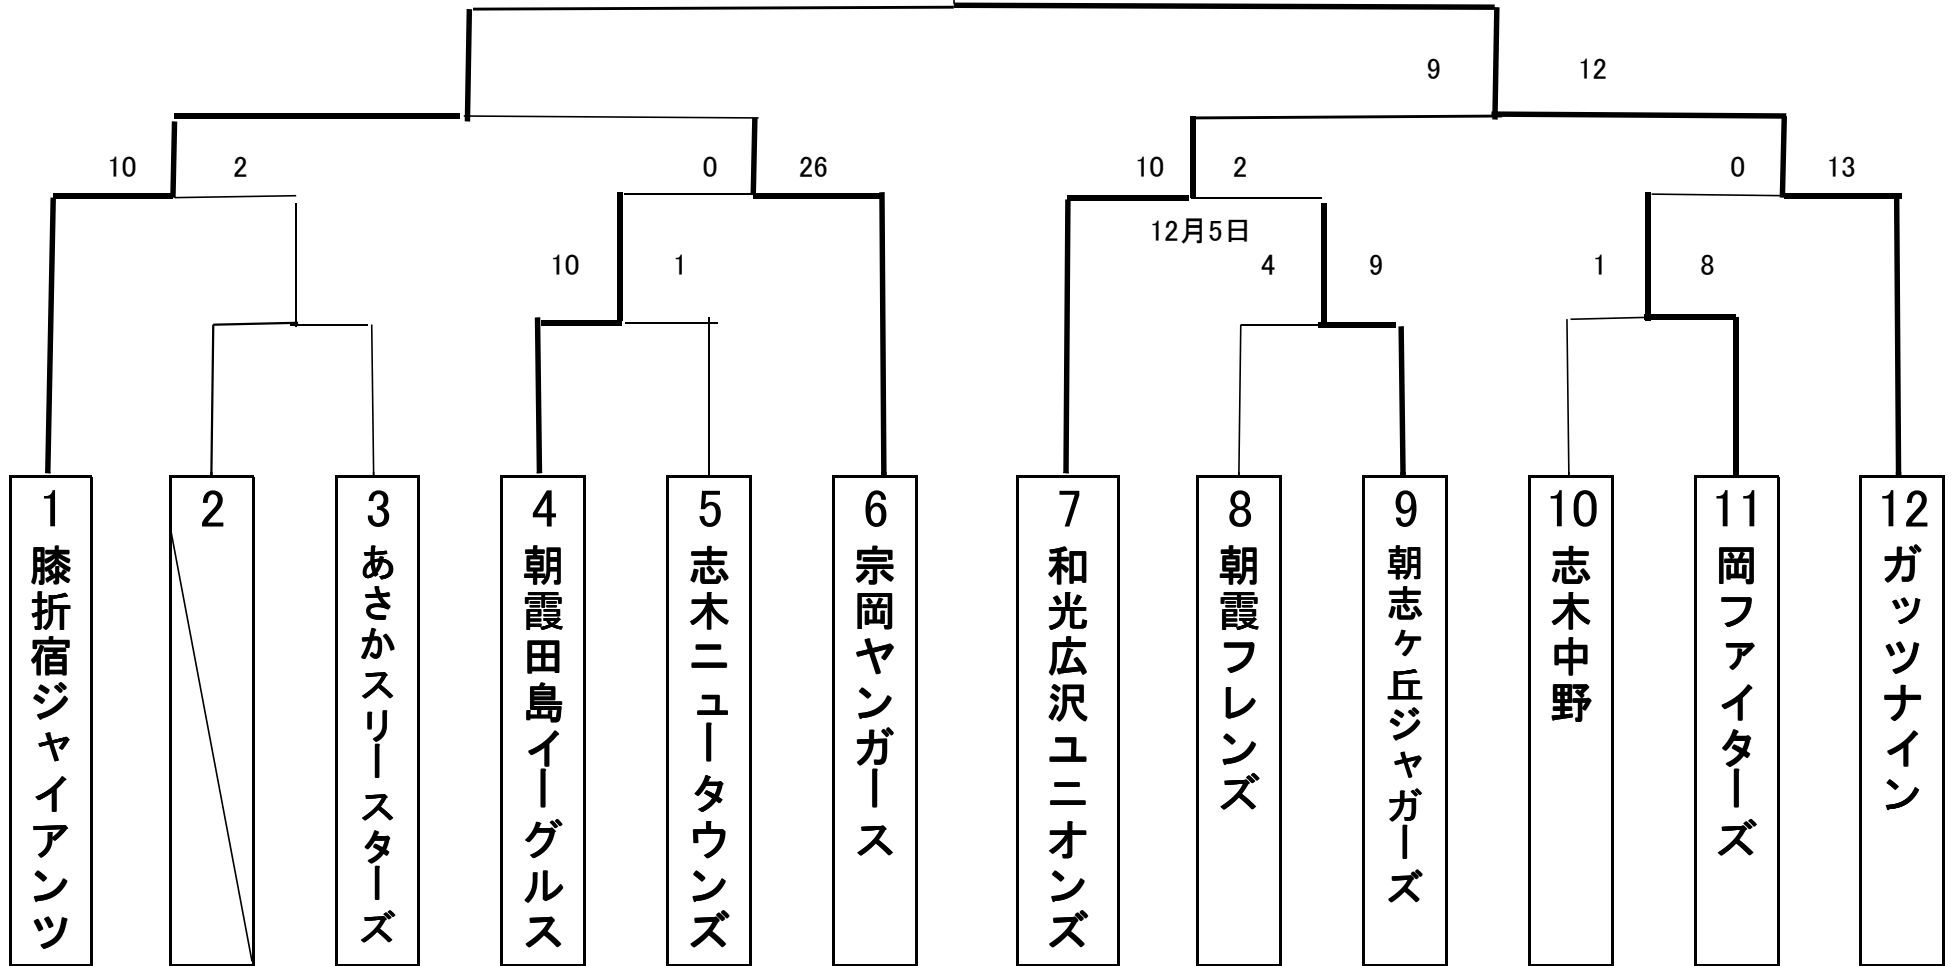 9 12
10 2 0 26 10 2 0 13
12月5日
10 1 4 9 1 8
1 膝折宿ジャイアンツ
2
3 あさかスリースターズ
4 朝霞田島イーグルス
5 志木ニュータウンズ
6 宗岡ヤンガース
7 和光広沢ユニオンズ
8 朝霞フレンズ
9 朝志ヶ丘ジャガーズ
10 志木中野
11 岡ファイターズ
12 ガッツナイン